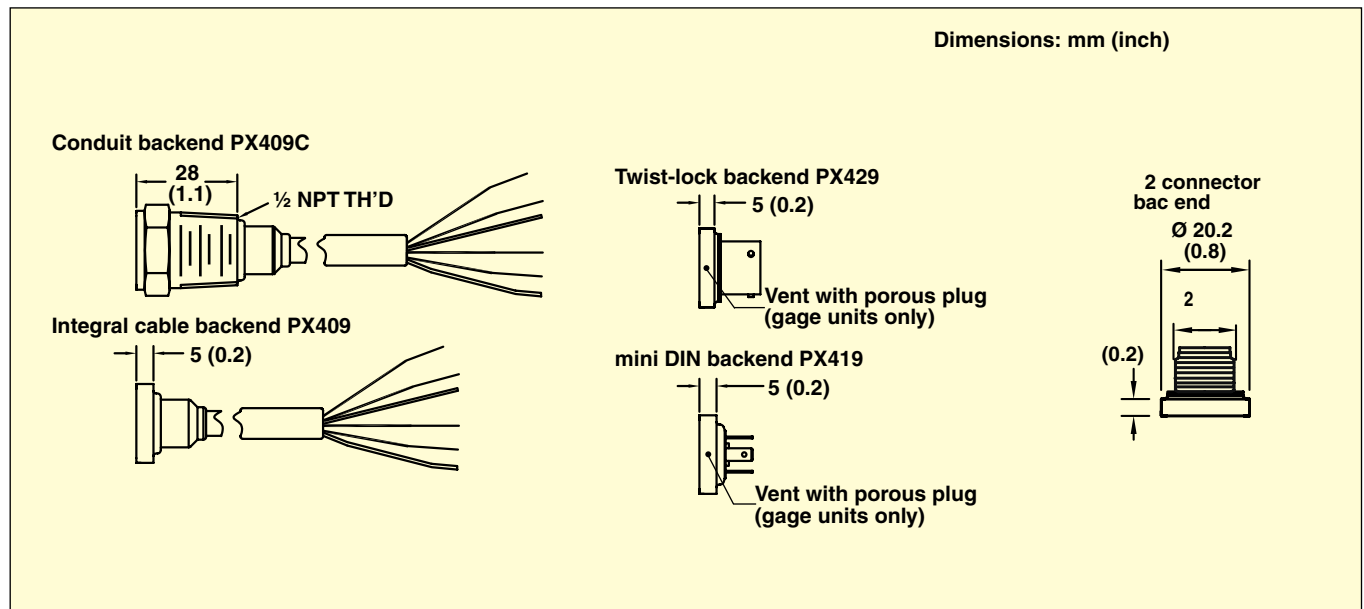 Dimensions: mm (inch)
Conduit backend PX409C
28
(1.1)
½ NPT TH'D
Integral cable backend PX409
5 (0.2)
Twist-lock backend PX429
5 (0.2)
Vent with porous plug
(gage units only)
mini DIN backend PX419
5 (0.2)
Vent with porous plug
(gage units only)
2 connector
bac end
Ø 20.2
(0.8)
2
(0.2)